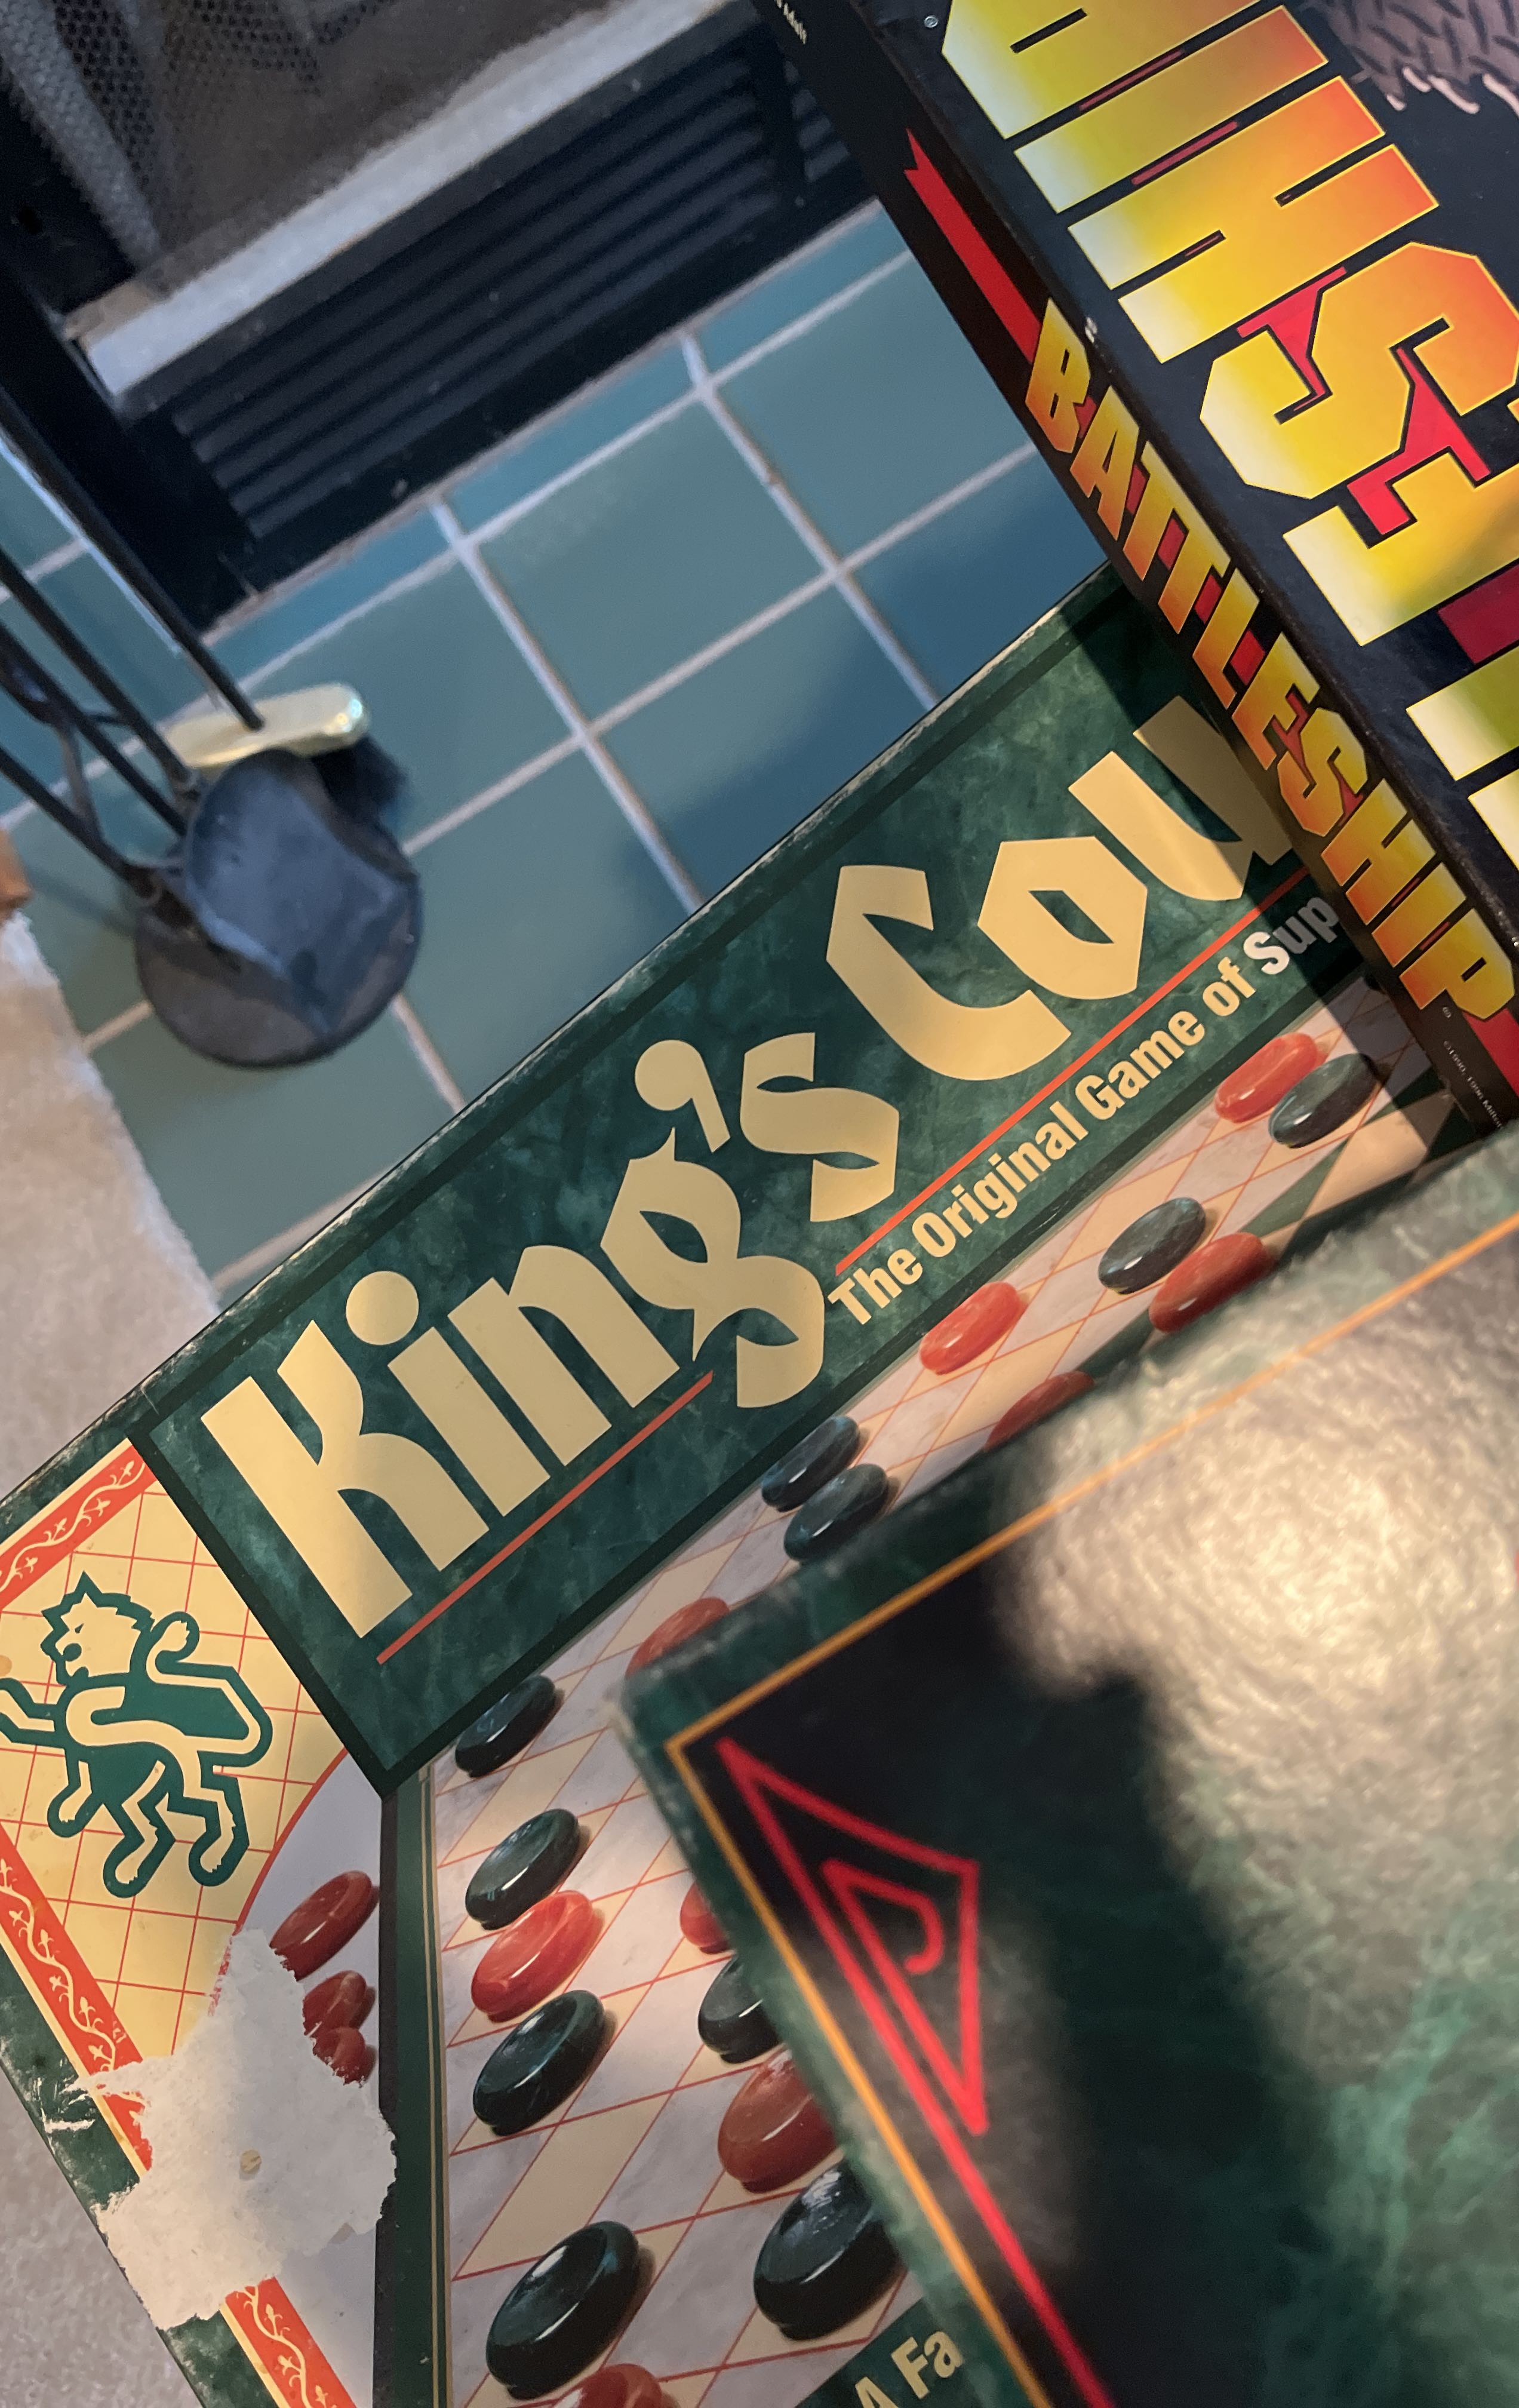 BATTLESHIP
King's Cou
The Original Game of Sup
A Fa